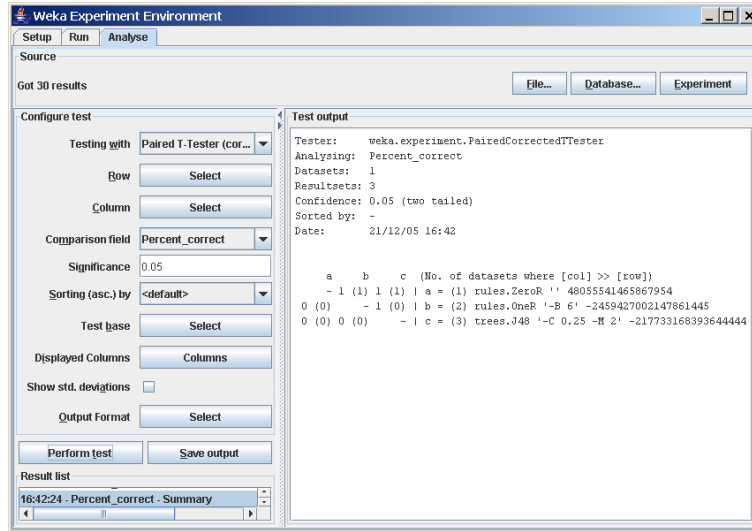 Weka Experiment Environment
Setup Run Analyse
Source
Got 30 results
File... Database... Experiment
Configure test
Testing with Paired T-Tester (cor...
Row Select
Column Select
Comparison field Percent_correct
Significance 0.05
Sorting (asc.) by <default>
Test base Select
Displayed Columns Columns
Show std. deviations
Output Format Select
Perform test Save output
Result list
16:42:24 - Percent_correct - Summary
Test output
Tester: weka.experiment.PairedCorrectedTTester
Analysing: Percent_correct
Datasets: 1
Resultsets: 3
Confidence: 0.05 (two tailed)
Sorted by: -
Date: 21/12/05 16:42
a b c (No. of datasets where [col] >> [row])
- 1 (1) 1 (1) | a = (1) rules.ZeroR '' 48055541465867954
0 (0) - 1 (0) | b = (2) rules.OneR '-B 6' -2459427002147861445
0 (0) 0 (0) - | c = (3) trees.J48 '-C 0.25 -M 2' -217733168393644444